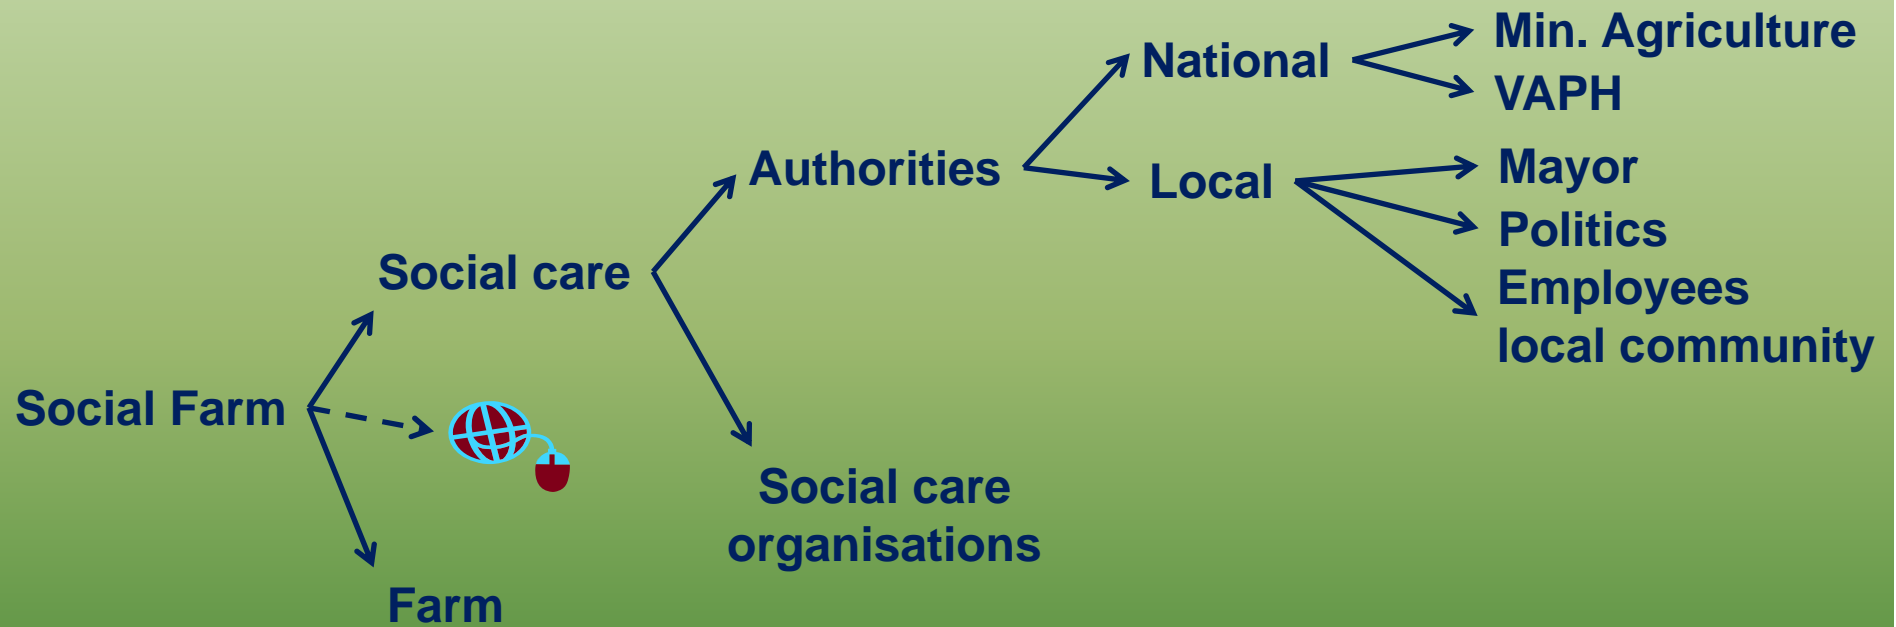 Min. Agriculture
National
VAPH
Authorities
Mayor
Local
Politics
Social care
Employees
local community
Social Farm
Social care
organisations
Farm